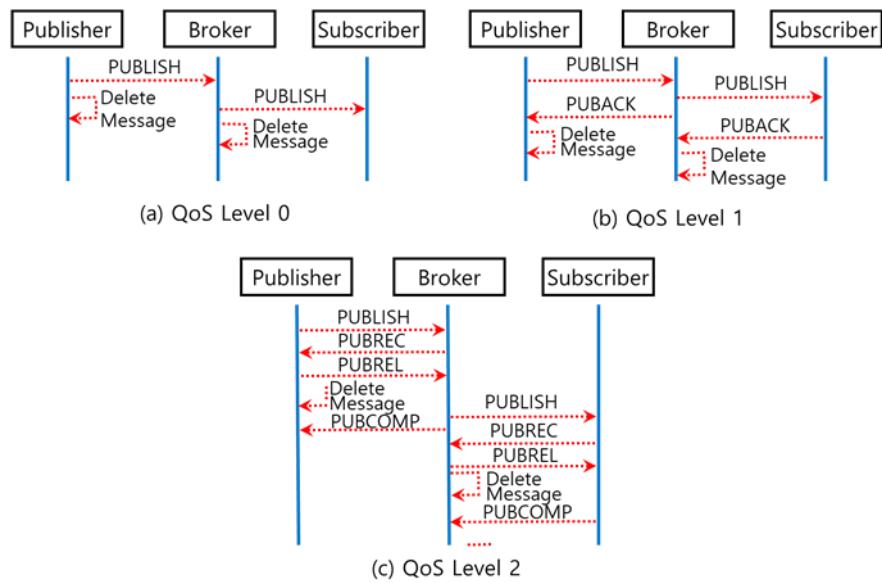 Publisher Broker Subscriber
PUBLISH
Delete
Message
PUBLISH
Delete
Message
(a) QoS Level 0
Publisher Broker Subscriber
PUBLISH
PUBLISH
PUBACK
PUBACK
Delete
Message
Delete
Message
(b) QoS Level 1
Publisher Broker Subscriber
PUBLISH
PUBREC
PUBREL
Delete
Message
PUBCOMP
PUBLISH
PUBREC
PUBREL
Delete
Message
PUBCOMP
(c) QoS Level 2